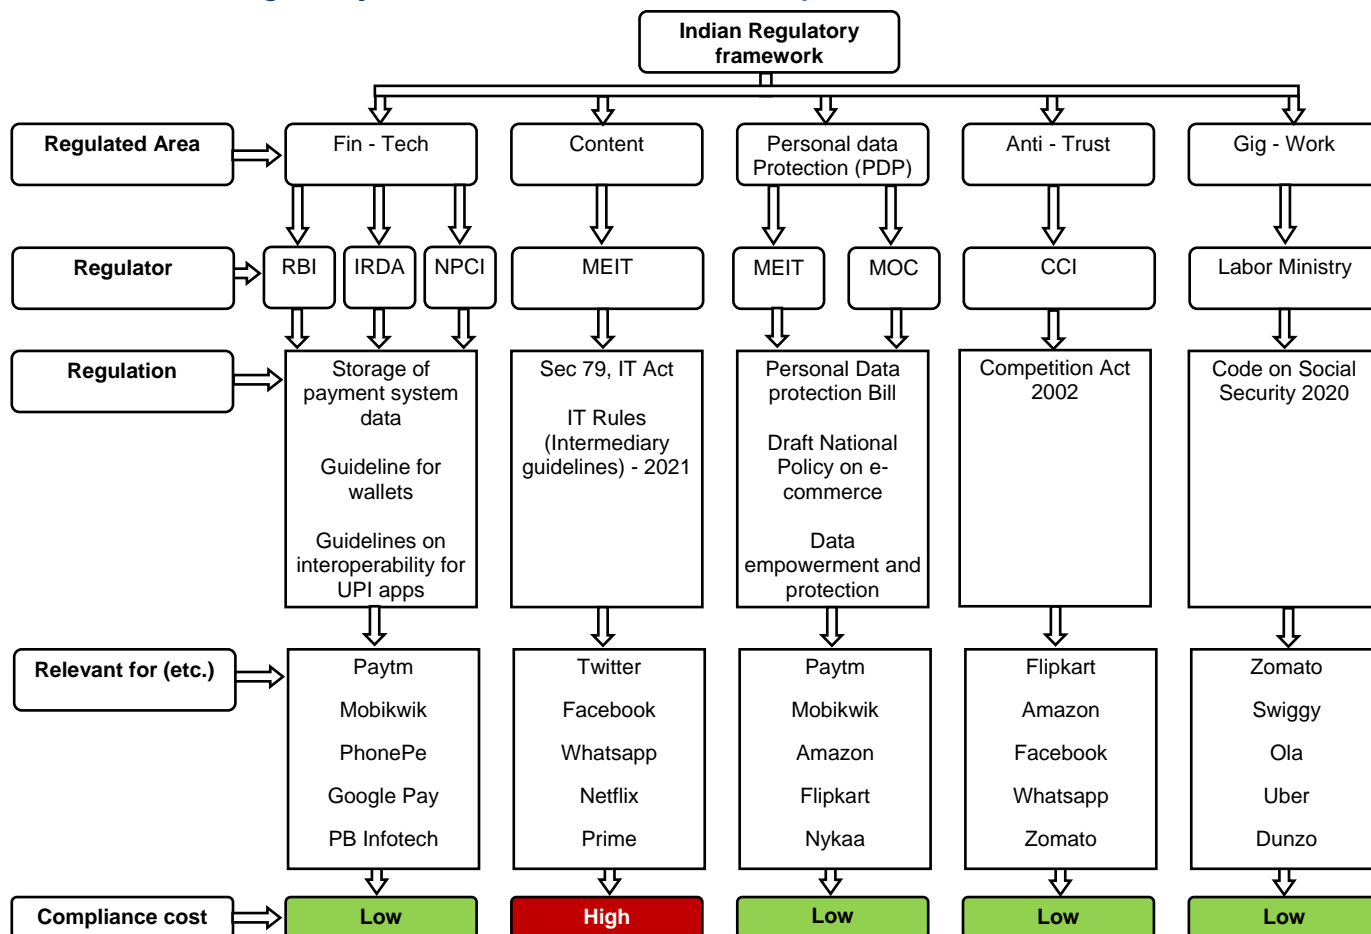 Indian Regulatory
framework
Regulated Area
Fin - Tech
Content
Personal data
Protection (PDP)
Anti - Trust
Gig - Work
Regulator
RBI
IRDA
NPCI
MEIT
MEIT
MOC
CCI
Labor Ministry
Regulation
Storage of
payment system
data
Guideline for
wallets
Guidelines on
interoperability for
UPI apps
Sec 79, IT Act
IT Rules
(Intermediary
guidelines) - 2021
Personal Data
protection Bill
Draft National
Policy on e-
commerce
Data
empowerment and
protection
Competition Act
2002
Code on Social
Security 2020
Relevant for (etc.)
Paytm
Mobikwik
PhonePe
Google Pay
PB Infotech
Twitter
Facebook
Whatsapp
Netflix
Prime
Paytm
Mobikwik
Amazon
Flipkart
Nykaa
Flipkart
Amazon
Facebook
Whatsapp
Zomato
Zomato
Swiggy
Ola
Uber
Dunzo
Compliance cost
Low
High
Low
Low
Low